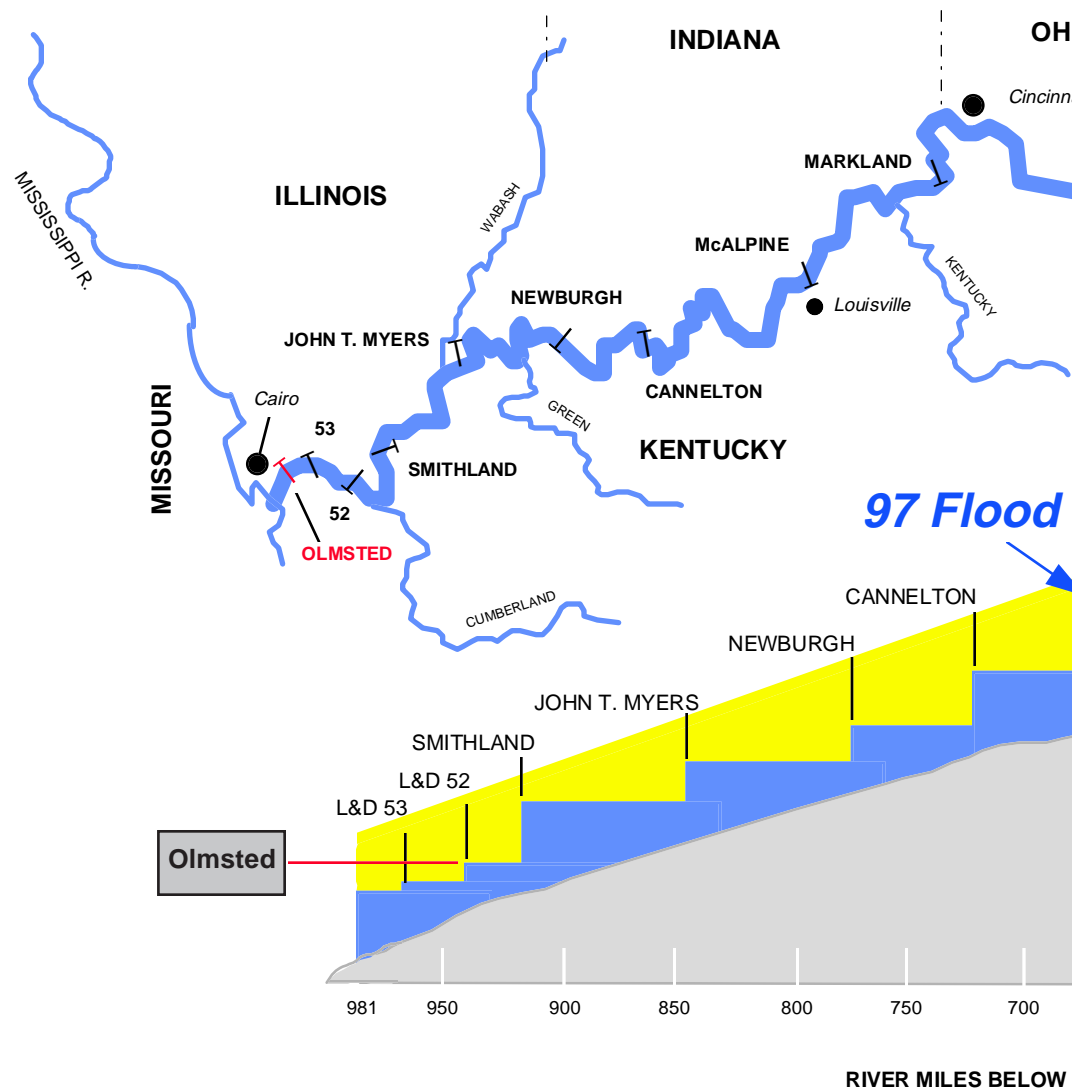 INDIANA
OH
Cincinn
MARKLAND
ILLINOIS
WABASH
MISSISSIPPI R.
McALPINE
KENTUCKY
NEWBURGH
Louisville
JOHN T. MYERS
CANNELTON
MISSOURI
Cairo
GREEN
53
KENTUCKY
SMITHLAND
52
97 Flood
OLMSTED
CUMBERLAND
CANNELTON
NEWBURGH
JOHN T. MYERS
SMITHLAND
L&D 52
L&D 53
Olmsted
981 950 900 850 800 750 700
RIVER MILES BELOW